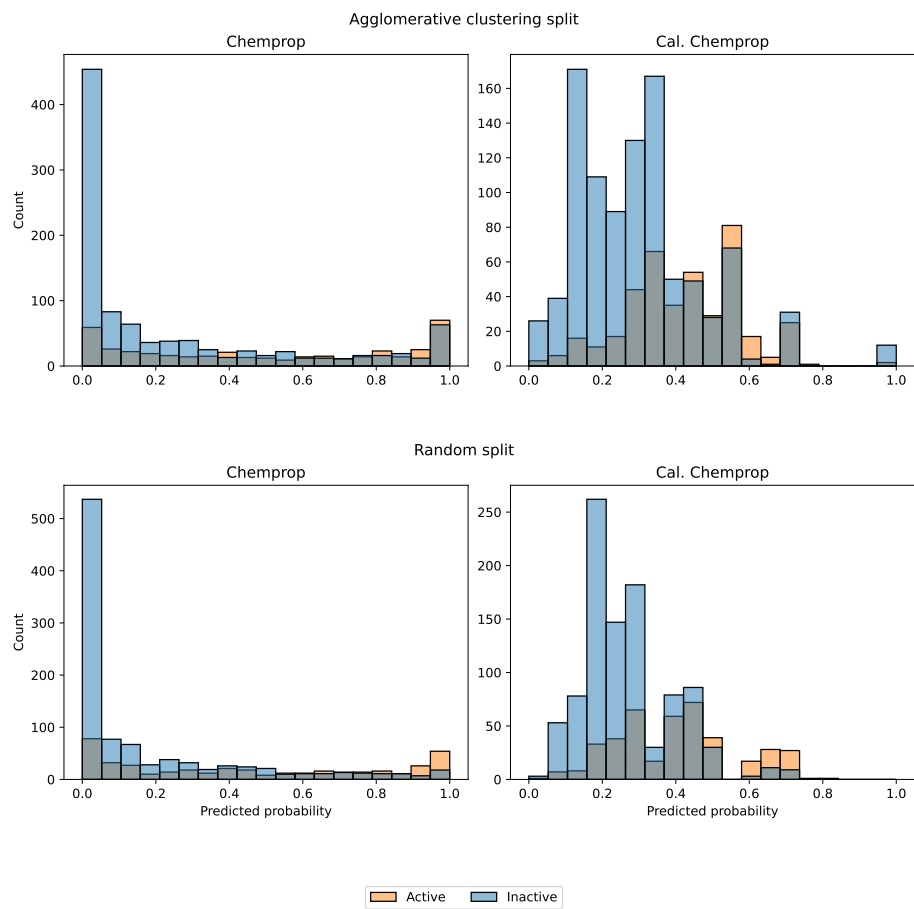 Agglomerative clustering split
Chemprop
Cal. Chemprop
Count
400
300
200
100
0
0.0 0.2 0.4 0.6 0.8 1.0
160
140
120
100
80
60
40
20
0
0.0 0.2 0.4 0.6 0.8 1.0
Random split
Chemprop
Cal. Chemprop
Count
500
400
300
200
100
0
0.0 0.2 0.4 0.6 0.8 1.0
Predicted probability
250
200
150
100
50
0
0.0 0.2 0.4 0.6 0.8 1.0
Predicted probability
Active Inactive